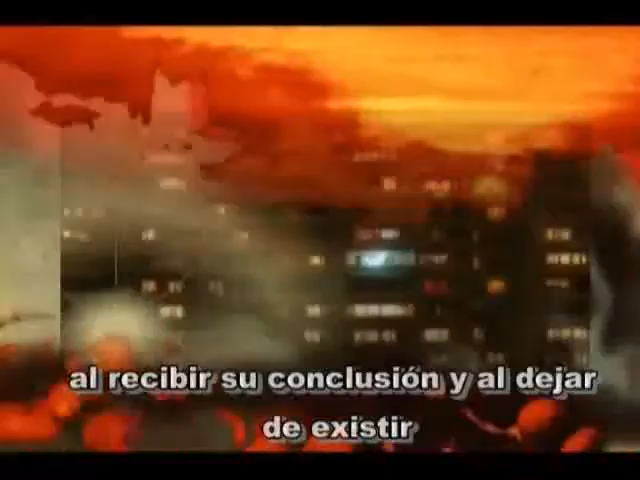 al recibir su conclusión y al dejar
de existir